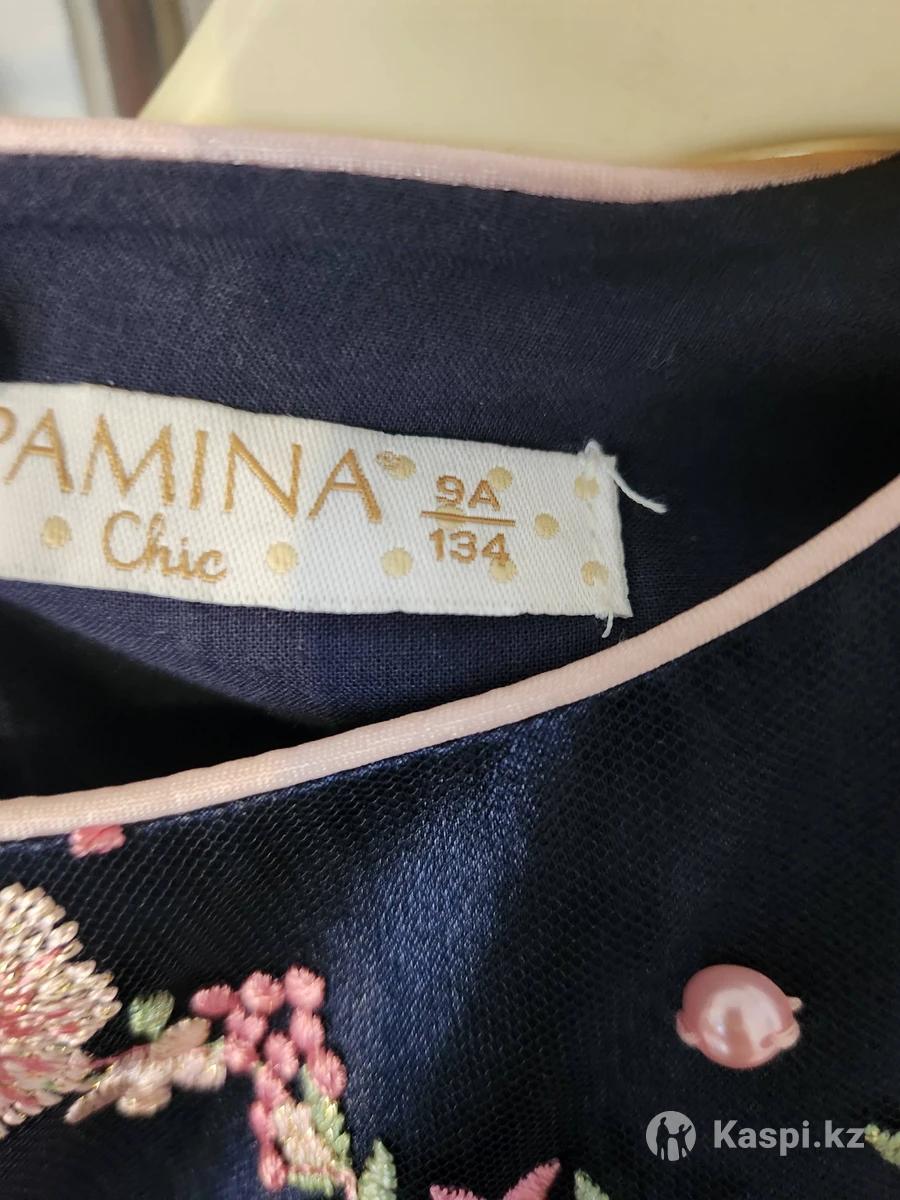 PAMINA
Chic
9A
134
Kaspi.kz